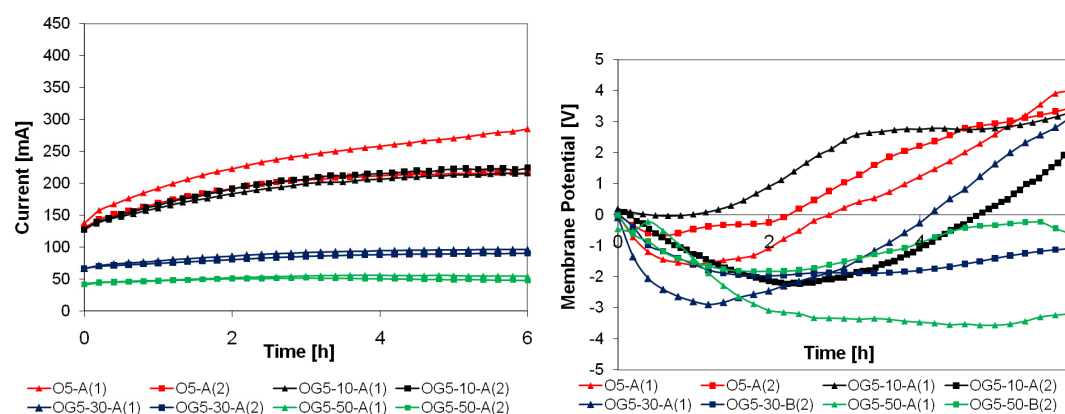 450
400
350
300
250
200
150
100
50
0
Current [mA]
0 2 4 6
Time [h]
O5-A(1) O5-A(2) OG5-10-A(1) OG5-10-A(2)
OG5-30-A(1) OG5-30-A(2) OG5-50-A(1) OG5-50-A(2)
5
4
3
2
1
0
-1
-2
-3
-4
-5
Membrane Potential [V]
0 2 4
Time [h]
O5-A(1) O5-A(2) OG5-10-A(1) OG5-10-A(2)
OG5-30-A(1) OG5-30-B(2) OG5-50-A(1) OG5-50-B(2)